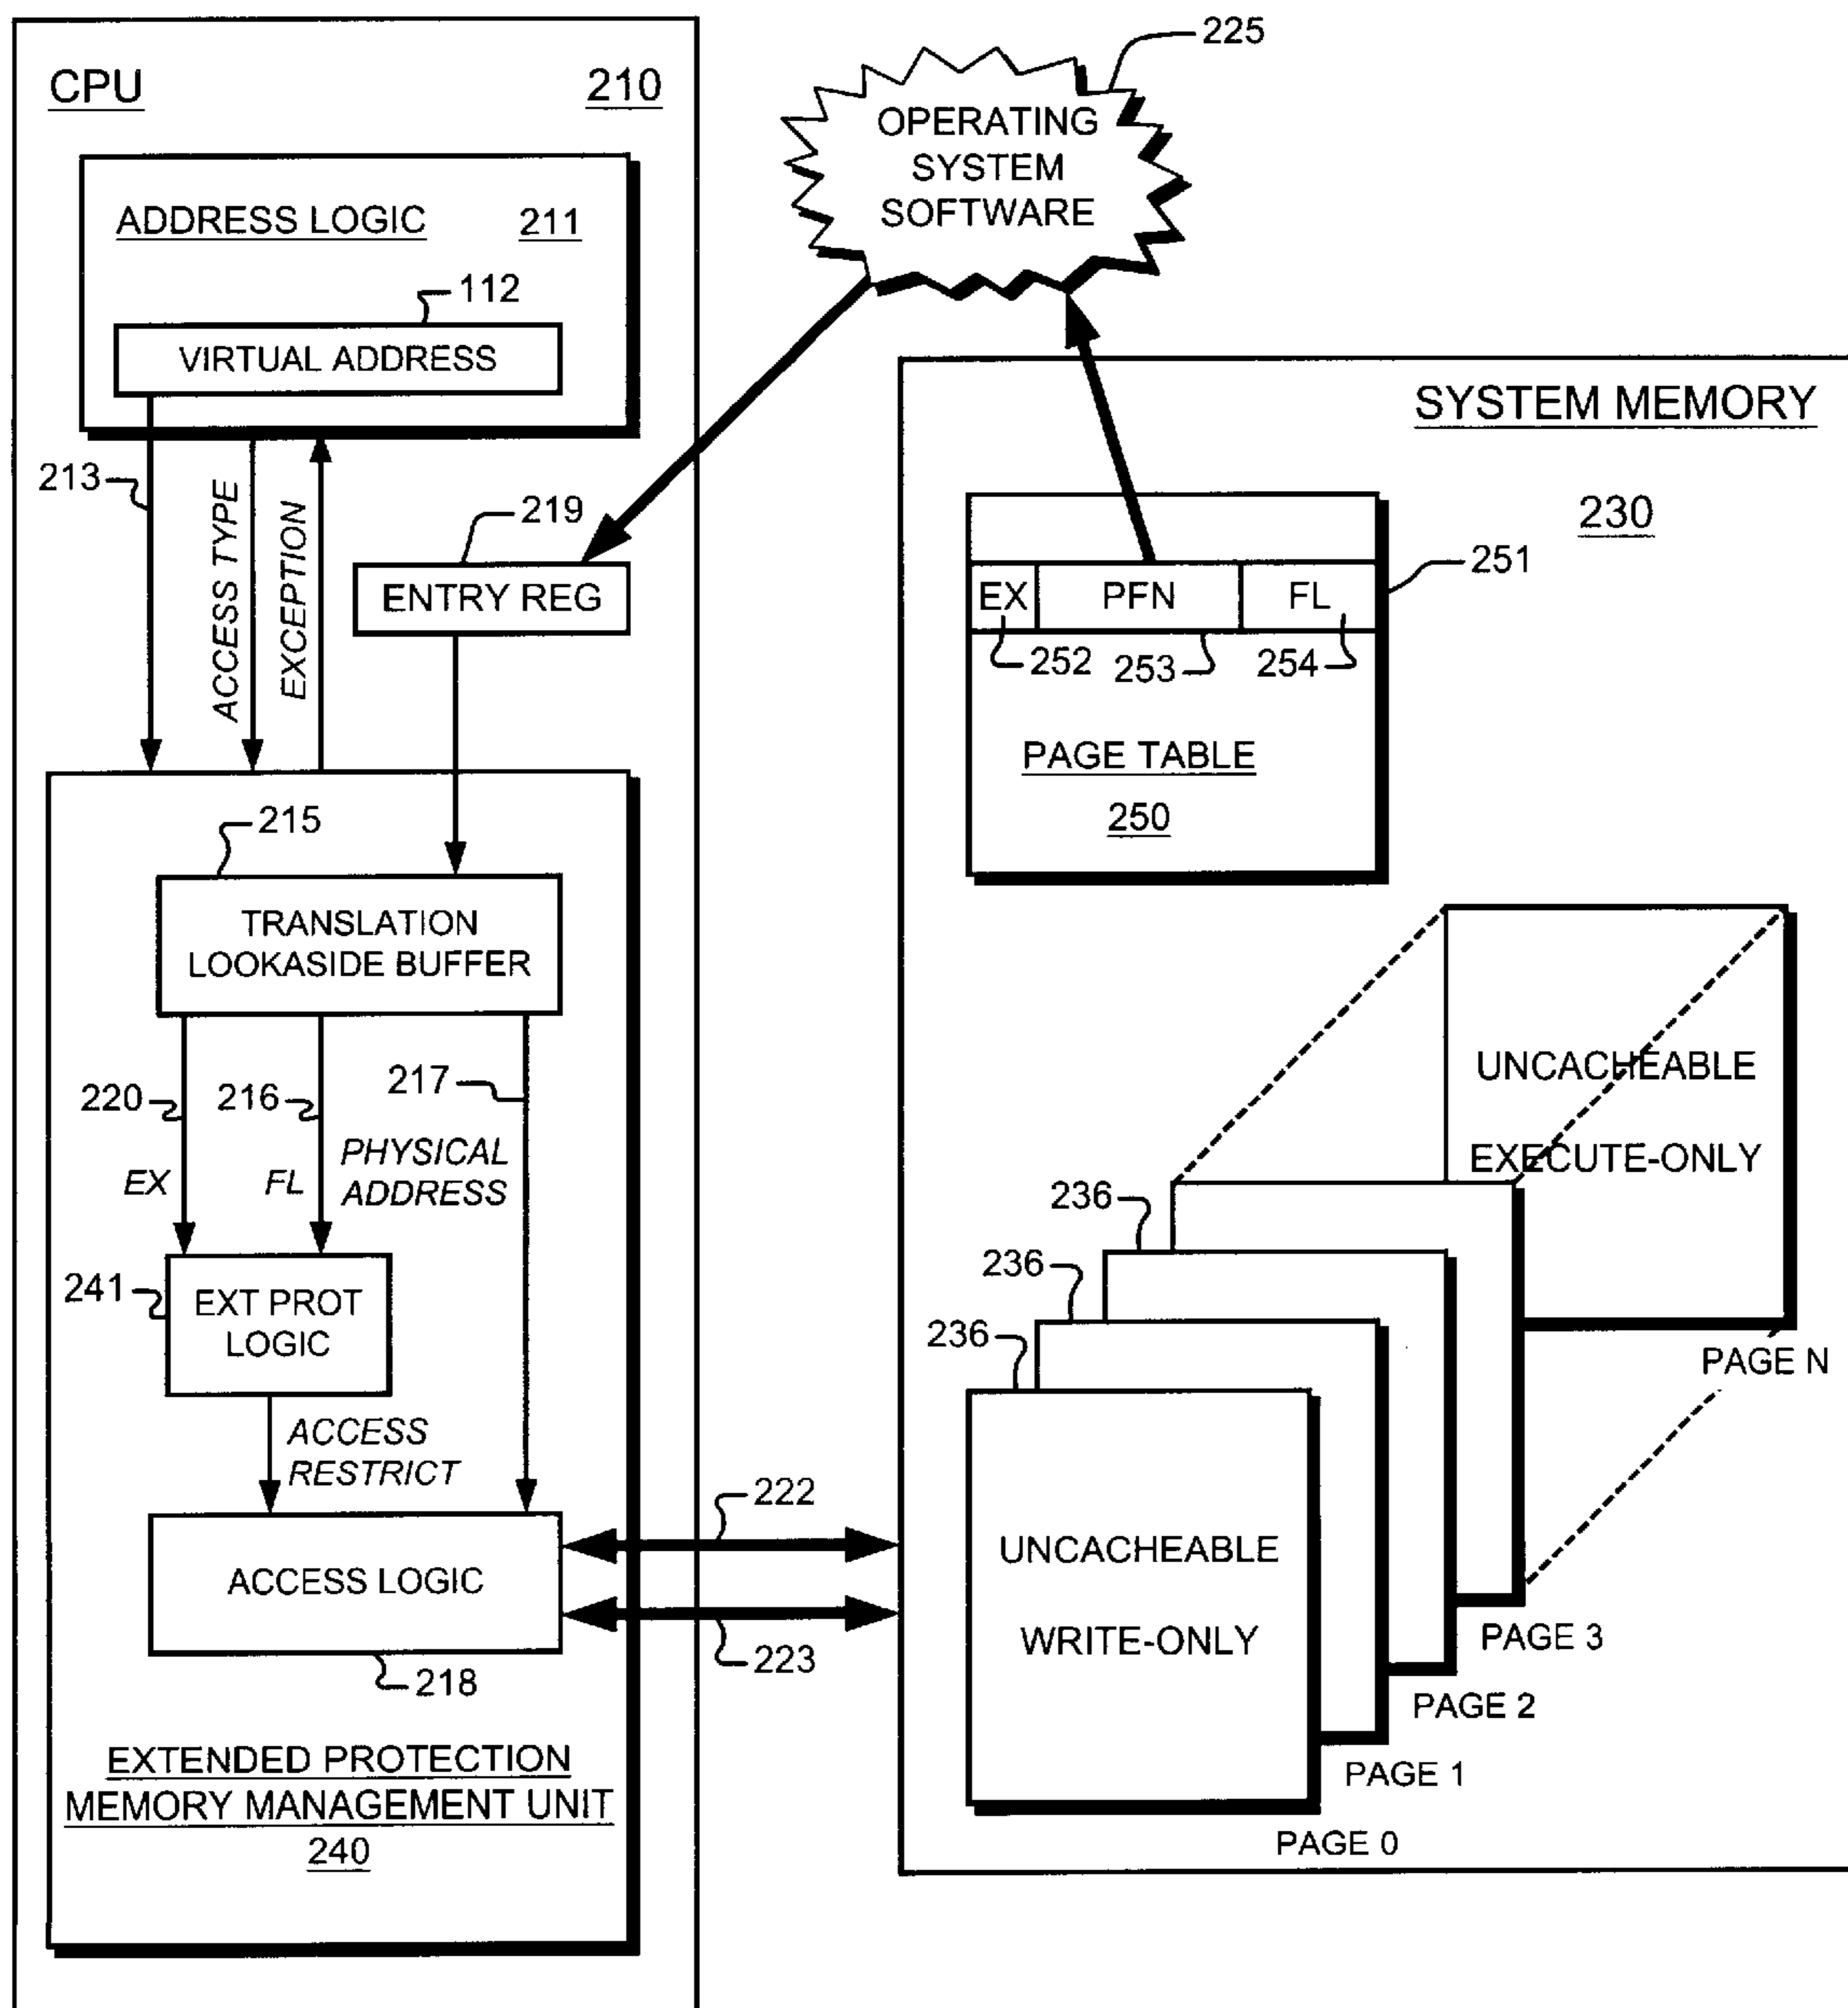 CPU 210
ADDRESS LOGIC 211
112
VIRTUAL ADDRESS
213
ACCESS TYPE
EXCEPTION
219
ENTRY REG
215
TRANSLATION
LOOKASIDE BUFFER
220
216
217
EX
FL
PHYSICAL
ADDRESS
241
EXT PROT
LOGIC
ACCESS
RESTRICT
ACCESS LOGIC
218
EXTENDED PROTECTION
MEMORY MANAGEMENT UNIT
240
222
223
225
OPERATING
SYSTEM
SOFTWARE
SYSTEM MEMORY
230
251
EX PFN FL
252 253 254
PAGE TABLE
250
UNCACHEABLE
EXECUTE-ONLY
PAGE N
236
236
236
UNCACHEABLE
WRITE-ONLY
PAGE 3
PAGE 2
PAGE 1
PAGE 0